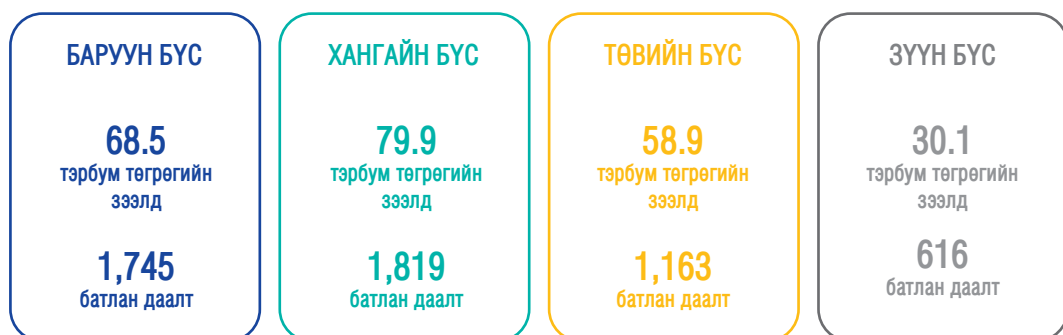 БАРУУН БҮС
68.5
тэрбум төгрөгийн
зээлд
1,745
батлан даалт
ХАНГАЙН БҮС
79.9
тэрбум төгрөгийн
зээлд
1,819
батлан даалт
ТӨВИЙН БҮС
58.9
тэрбум төгрөгийн
зээлд
1,163
батлан даалт
ЗҮҮН БҮС
30.1
тэрбум төгрөгийн
зээлд
616
батлан даалт